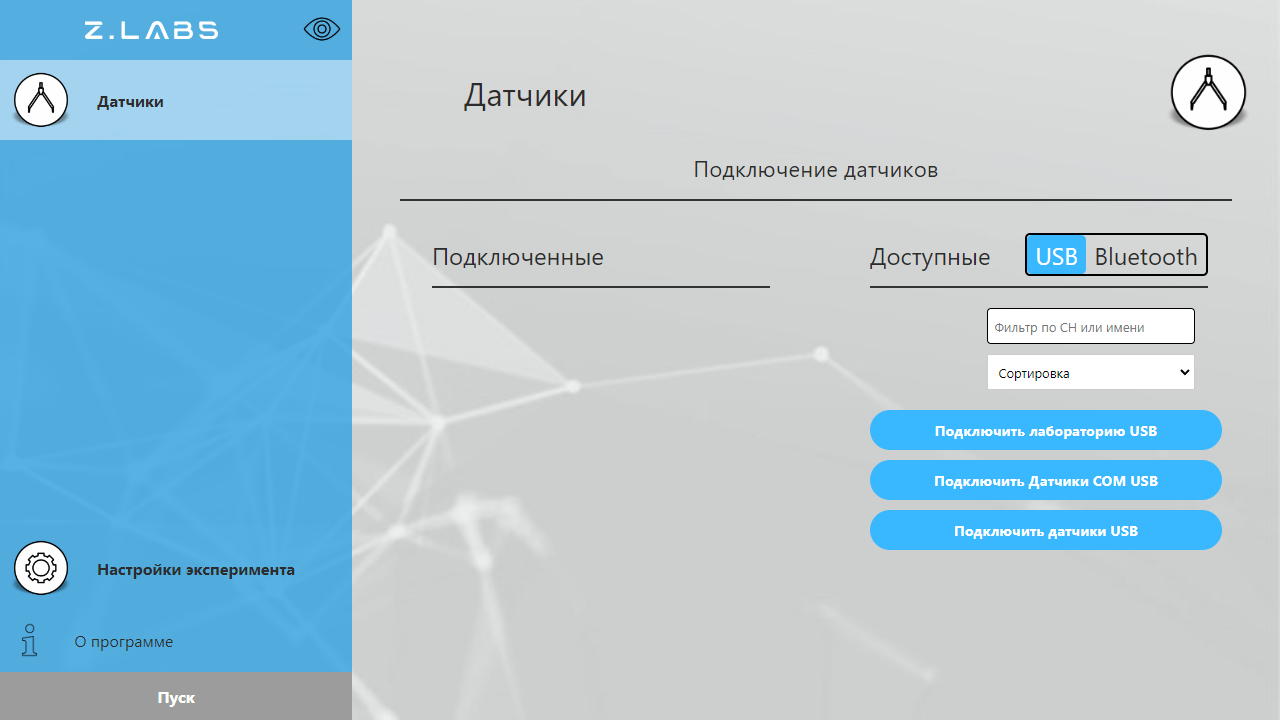 Z.LABS
Датчики
Настройки эксперимента
О программе
Пуск
Датчики
Подключение датчиков
Подключенные
Доступные
USB Bluetooth
Фильтр по СН или имени
Сортировка
Подключить лабораторию USB
Подключить Датчики COM USB
Подключить датчики USB